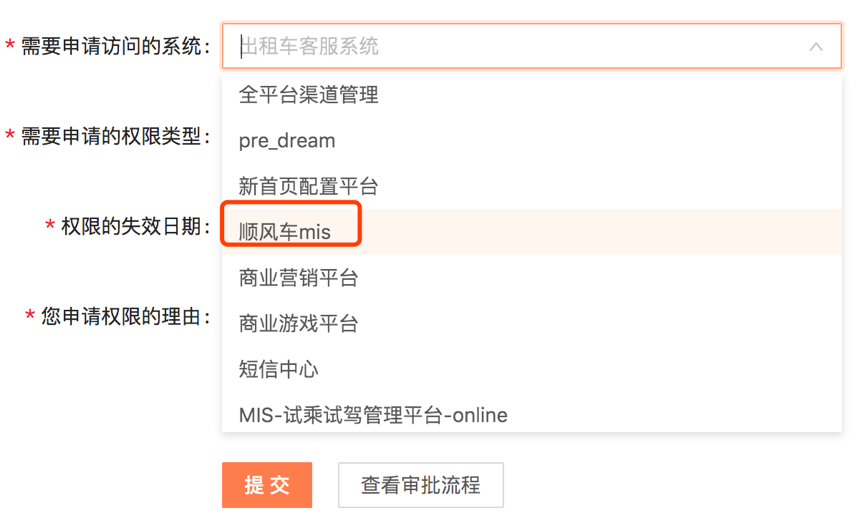 * 需要申请访问的系统: 出租车客服系统
全平台渠道管理
* 需要申请的权限类型: pre_dream
新首页配置平台
* 权限的失效日期: 顺风车mis
商业营销平台
* 您申请权限的理由: 商业游戏平台
短信中心
MIS-试乘试驾管理平台-online
提 交 查看审批流程